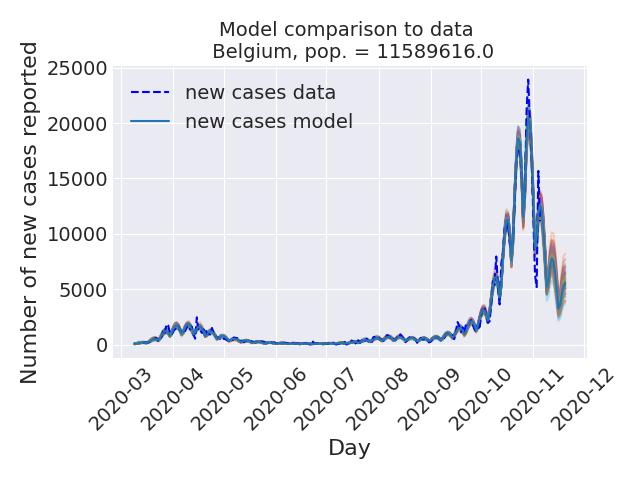 Model comparison to data
Belgium, pop. = 11589616.0
Number of new cases reported
25000
20000
15000
10000
5000
0
new cases data
new cases model
2020-03
2020-04
2020-05
2020-06
2020-07
2020-08
2020-09
2020-10
2020-11
2020-12
Day